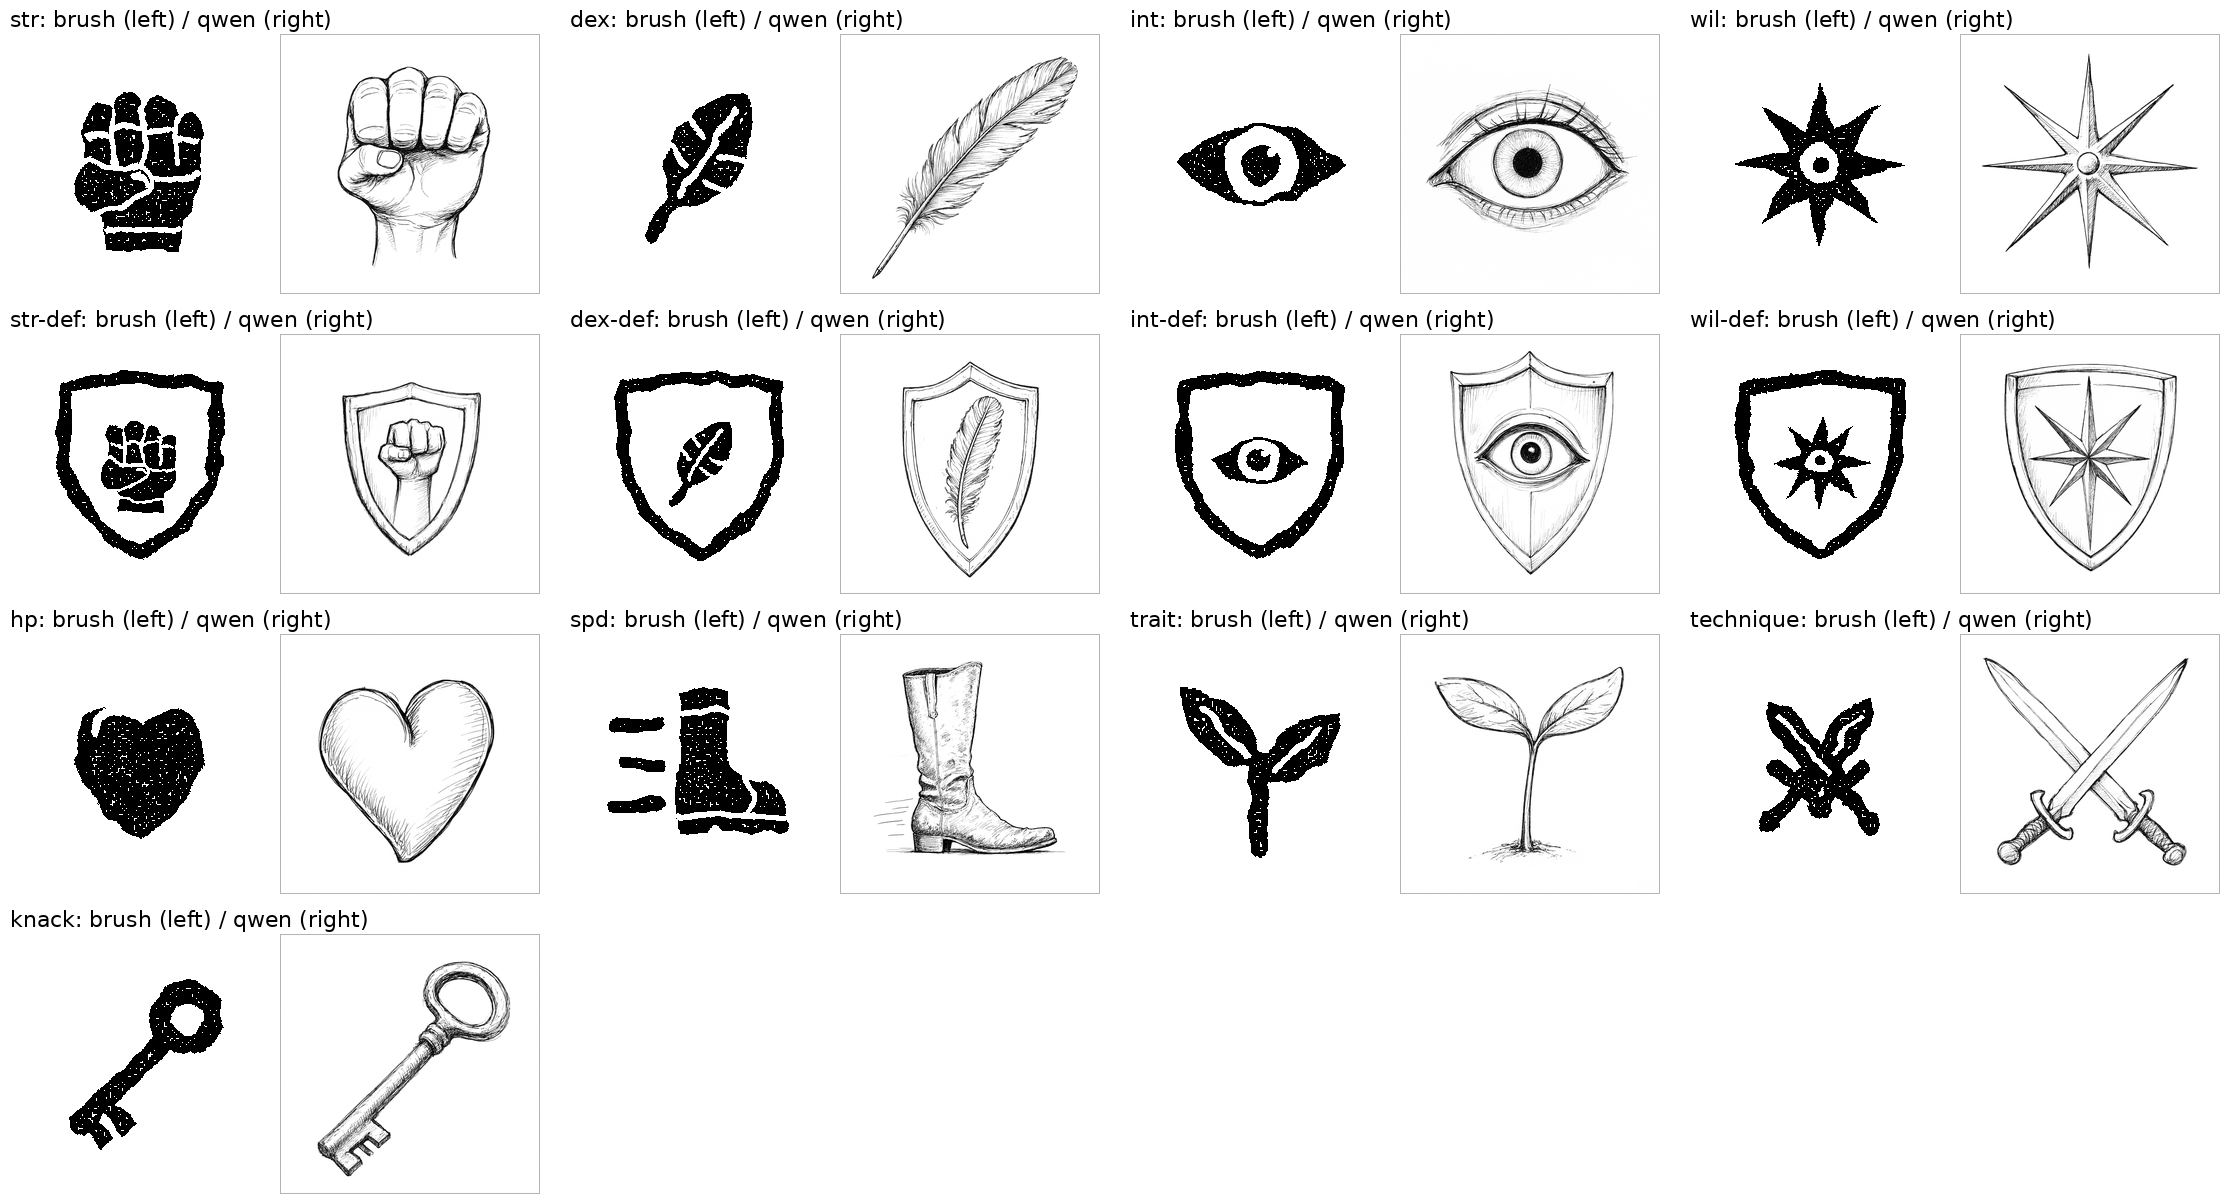 str: brush (left) / qwen (right)
dex: brush (left) / qwen (right)
int: brush (left) / qwen (right)
wil: brush (left) / qwen (right)
str-def: brush (left) / qwen (right)
dex-def: brush (left) / qwen (right)
int-def: brush (left) / qwen (right)
wil-def: brush (left) / qwen (right)
hp: brush (left) / qwen (right)
spd: brush (left) / qwen (right)
trait: brush (left) / qwen (right)
technique: brush (left) / qwen (right)
knack: brush (left) / qwen (right)